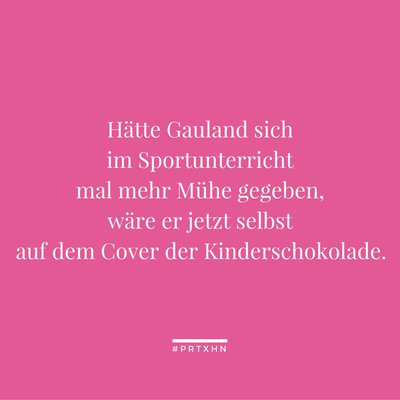 Hätte Gauland sich
im Sportunterricht
mal mehr Mühe gegeben,
wäre er jetzt selbst
auf dem Cover der Kinderschokolade.
#PRTXHN